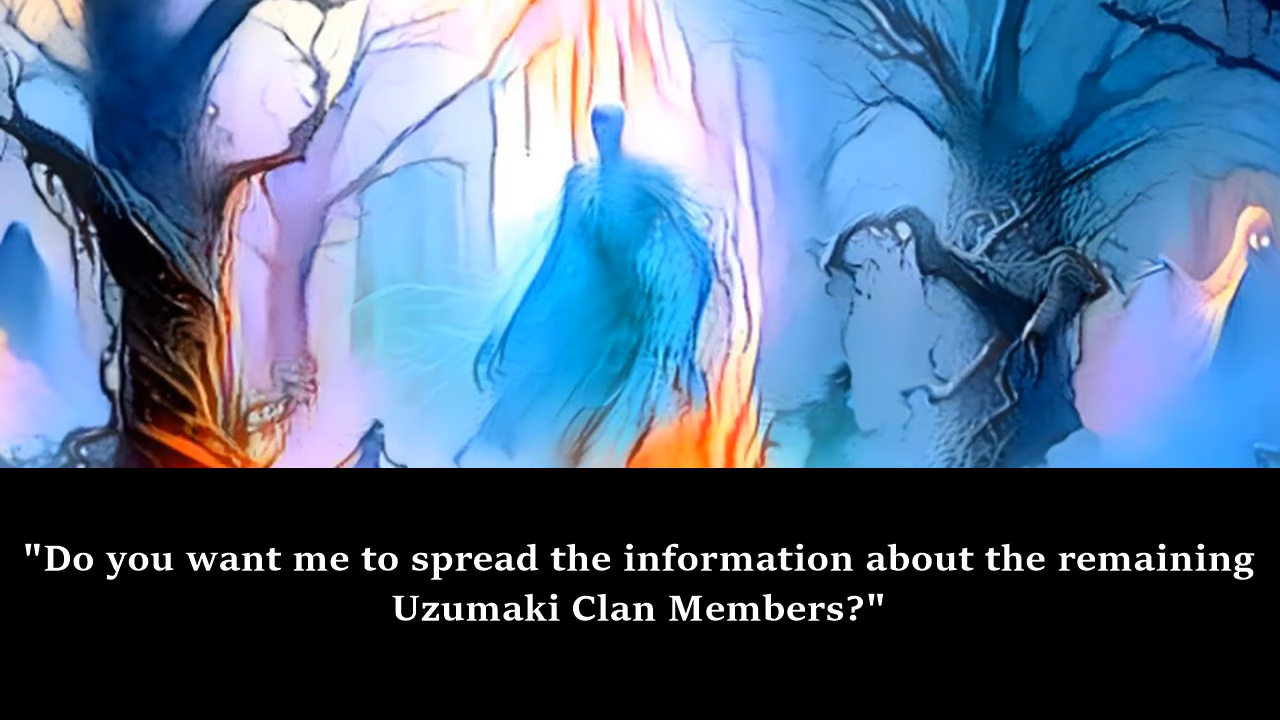 "Do you want me to spread the information about the remaining
Uzumaki Clan Members?"